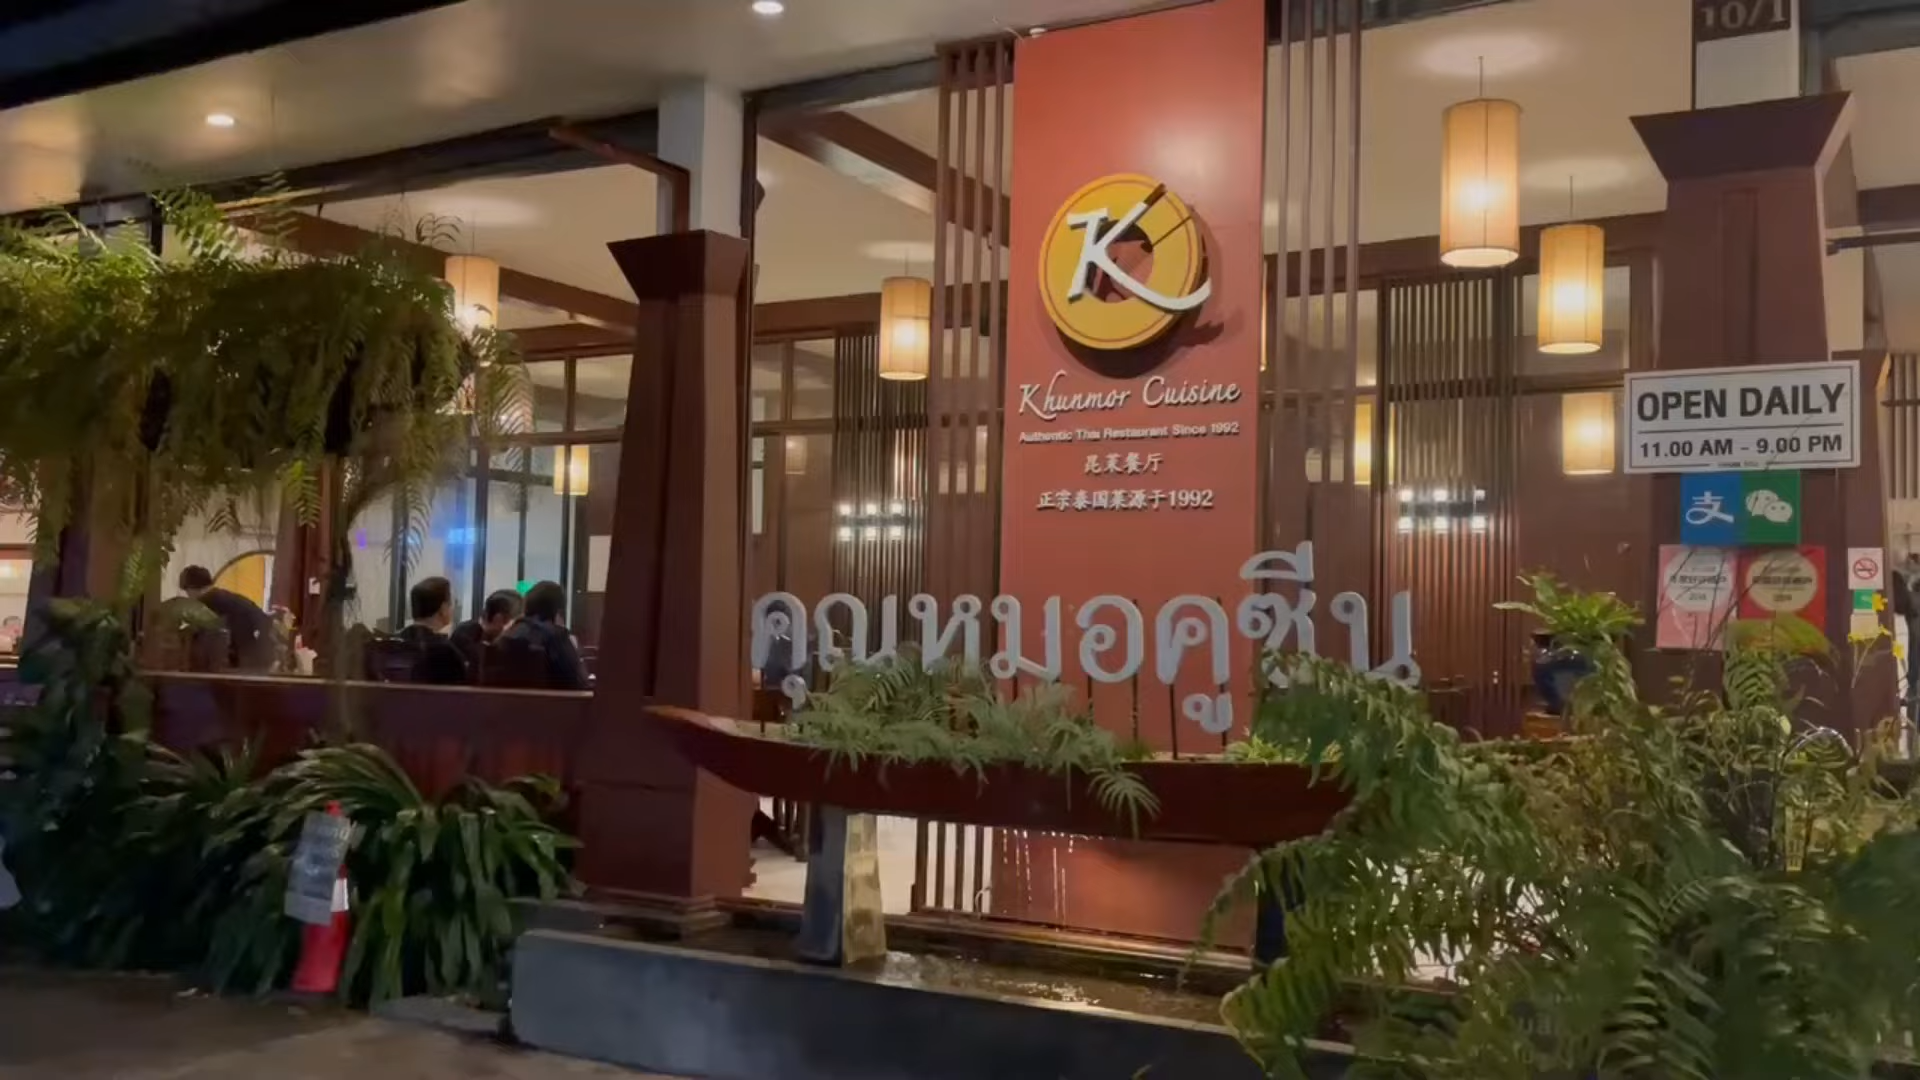 10/1
K
Khunmor Cuisine
Authentic Thai Restaurant Since 1992
昆茉餐厅
正宗泰国菜源于1992
คุณหมอคูซีน
OPEN DAILY
11.00 AM - 9.00 PM
支